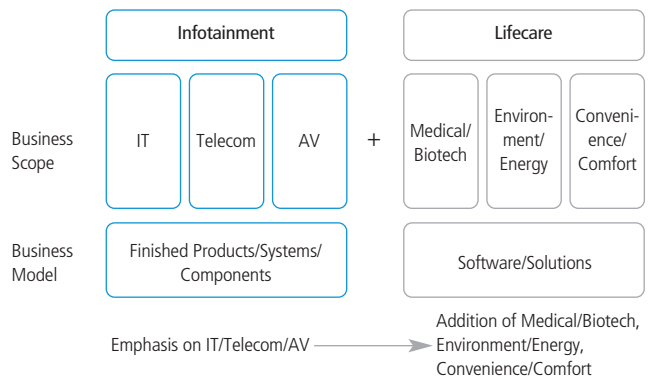 Infotainment
Lifecare
Business
Scope
IT
Telecom
AV
+
Medical/
Biotech
Environ-
ment/
Energy
Conveni-
ence/
Comfort
Business
Model
Finished Products/Systems/
Components
Software/Solutions
Emphasis on IT/Telecom/AV
Addition of Medical/Biotech,
Environment/Energy,
Convenience/Comfort